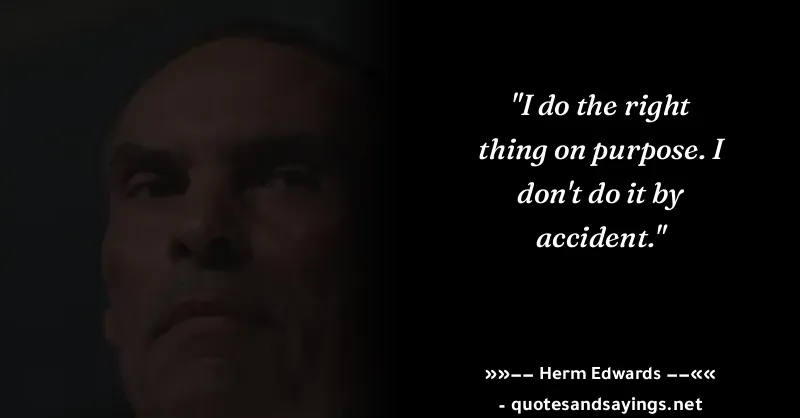 "I do the right
thing on purpose. I
don't do it by
accident."
»»–– Herm Edwards ––««
- quotesandsayings.net